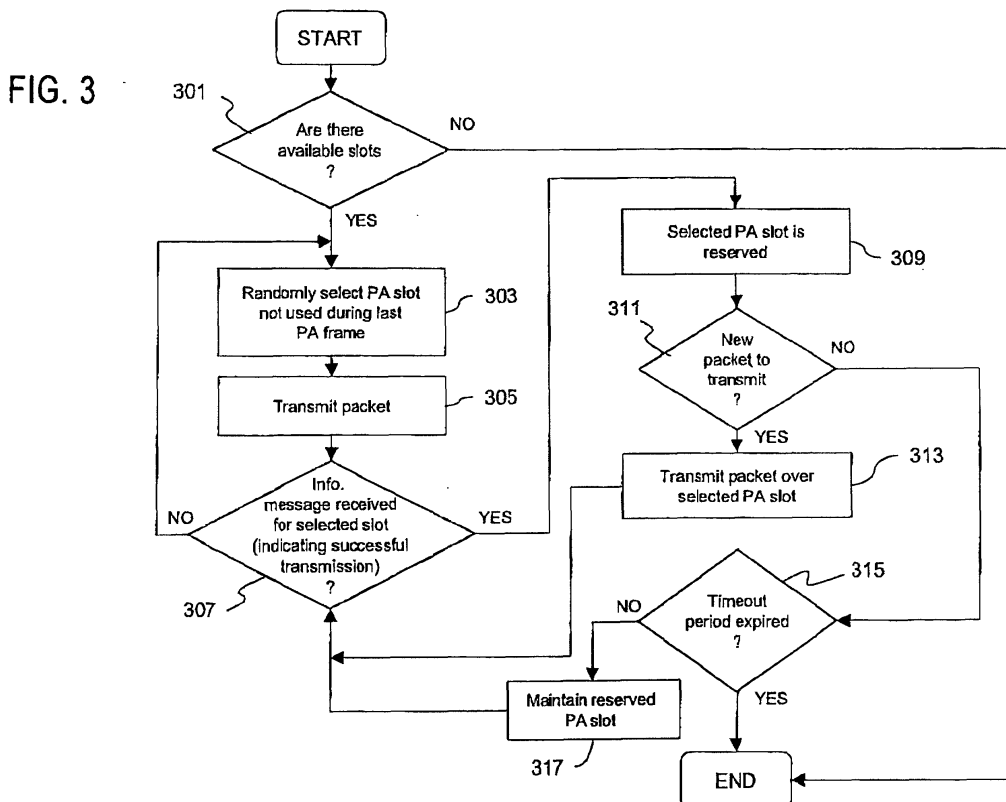 START
FIG. 3
301
Are there
available slots
?
NO
YES
Randomly select PA slot
not used during last
PA frame
303
Transmit packet
305
Info.
message received
for selected slot
(indicating successful
transmission)
?
NO
YES
307
Selected PA slot is
reserved
309
311
New
packet to
transmit
?
NO
YES
Transmit packet over
selected PA slot
313
315
Timeout
period expired
?
NO
YES
Maintain reserved
PA slot
317
END